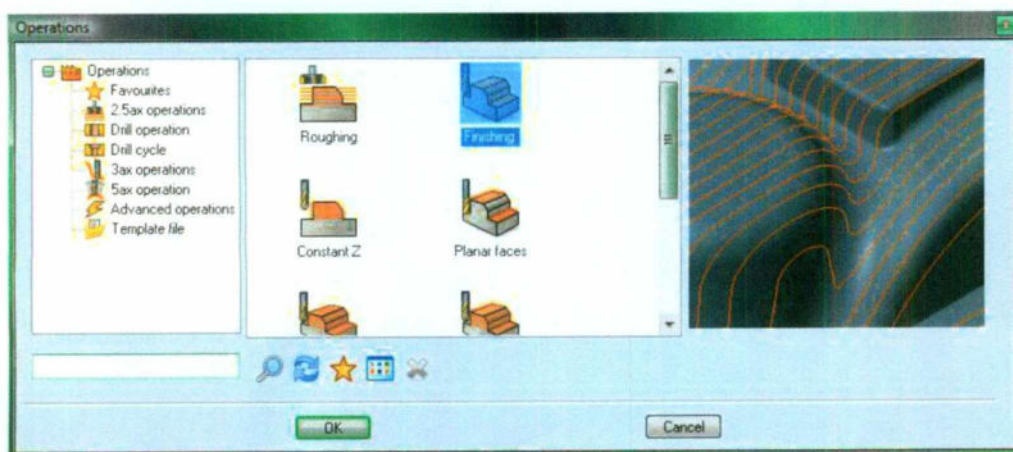 Operations
Operations
Favourites
2.5ax operations
Drill operation
Drill cycle
3ax operations
5ax operation
Advanced operations
Template file
Roughing
Finishing
Constant Z
Planar faces
OK
Cancel